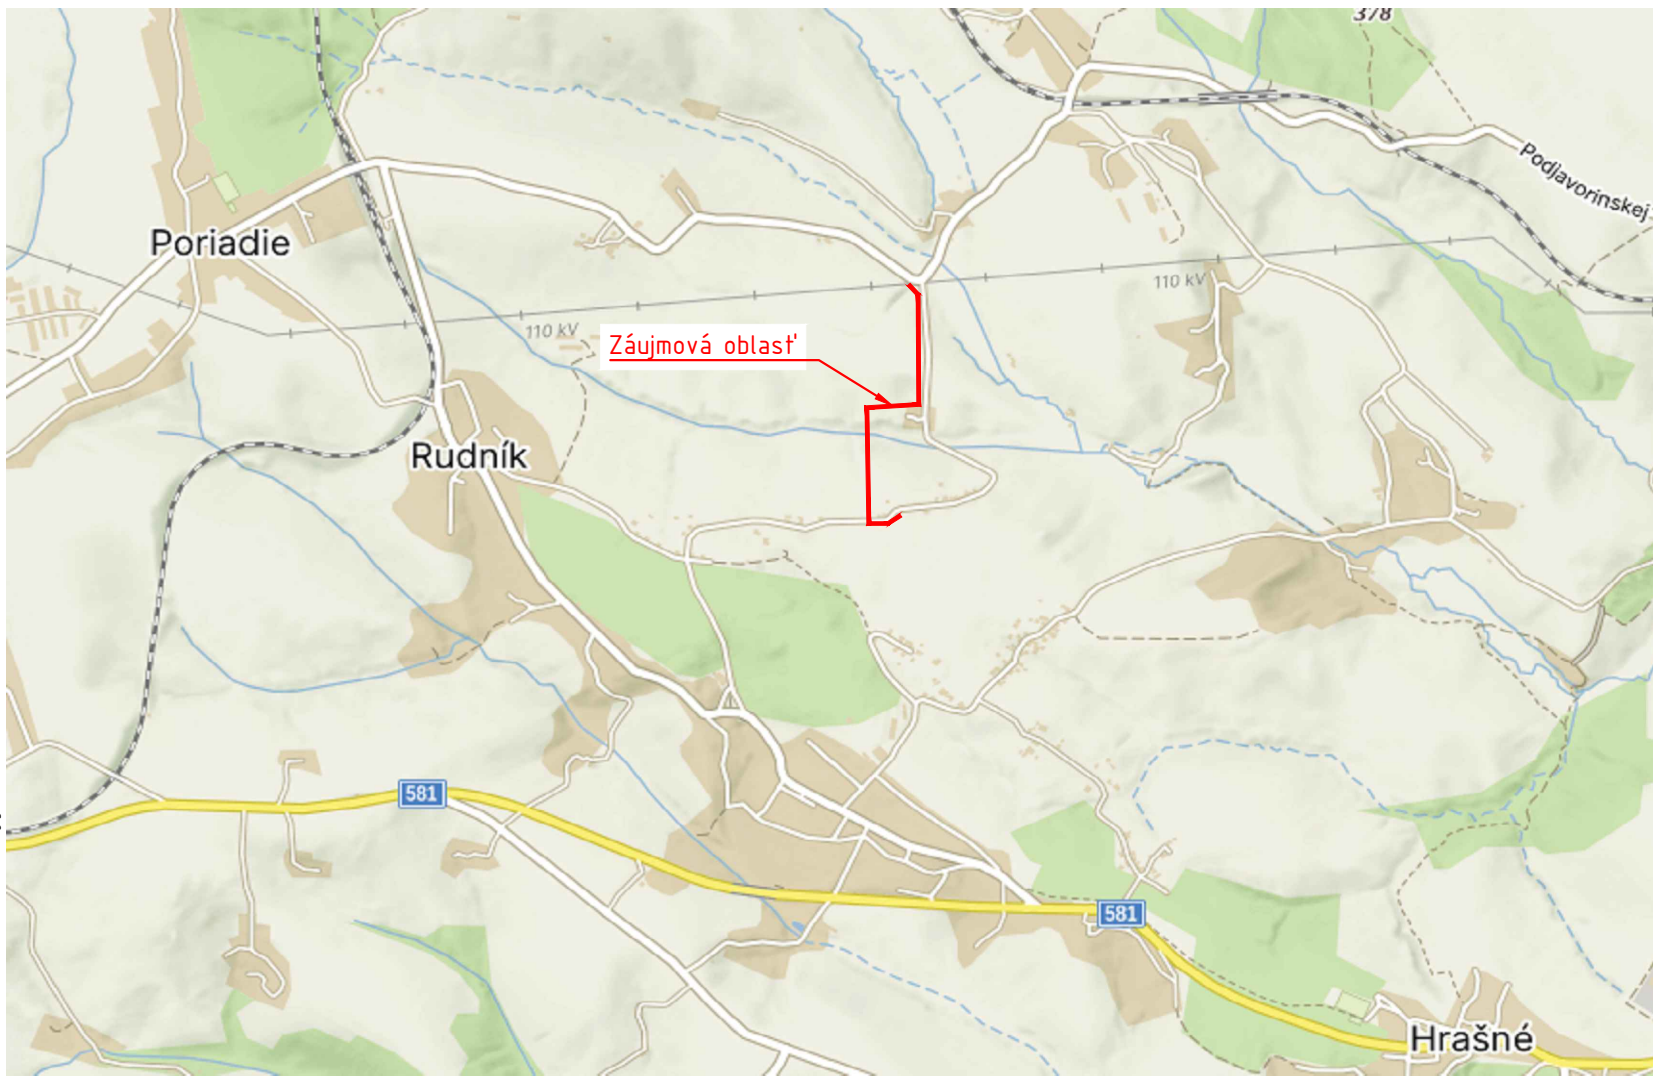 378
Podjavorinskej
Poriadie
110 kV
110 kV
Záujmová oblasť
Rudník
581
581
Hrašné